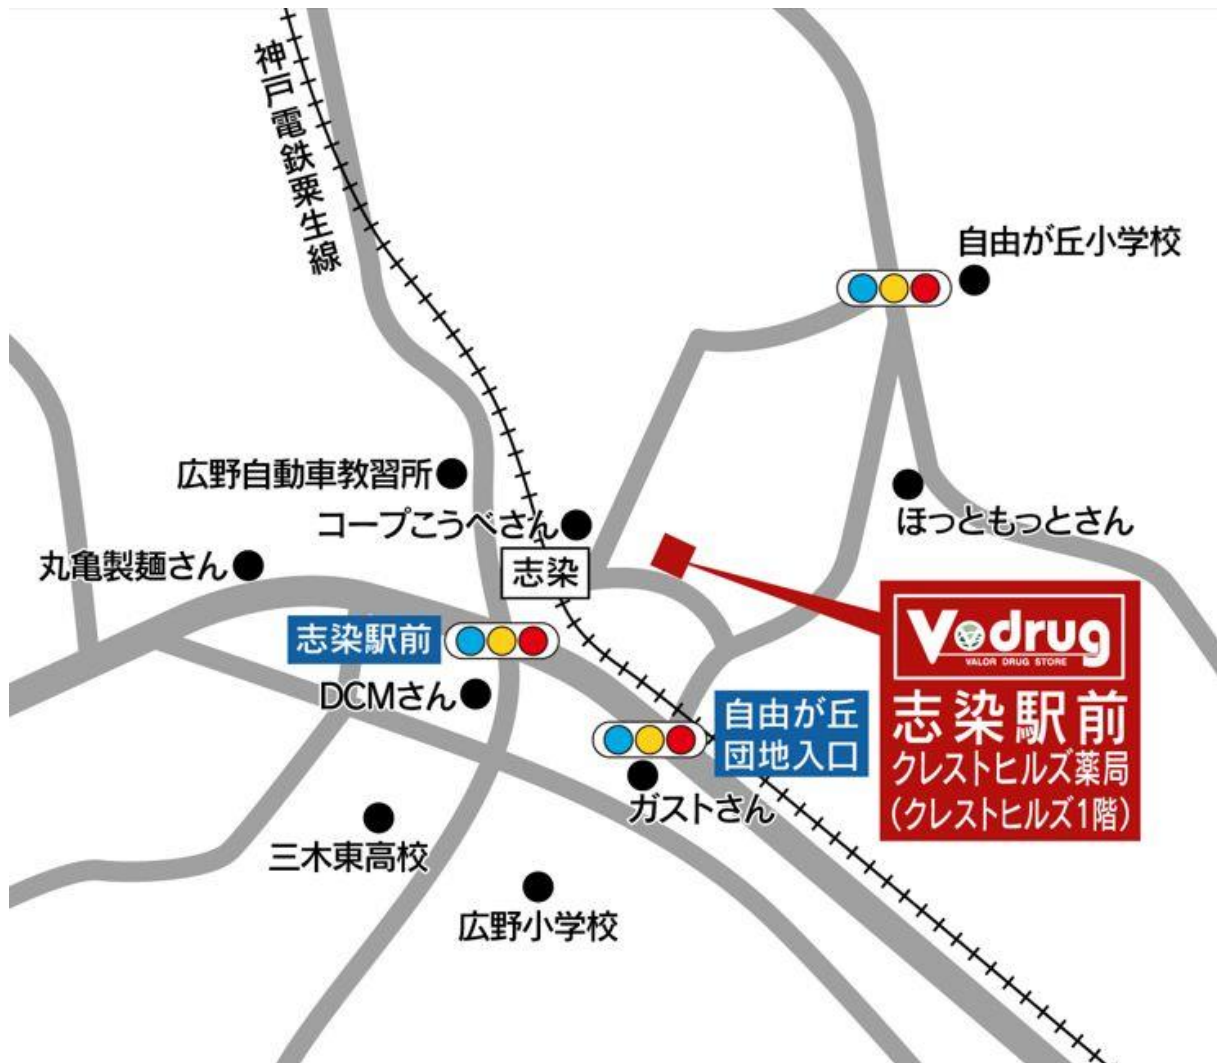 神戸電鉄粟生線
自由が丘小学校
広野自動車教習所
コープこうべさん
ほっともっとさん
丸亀製麺さん
志染
V drug
VALOR DRUG STORE
志染駅前
クレストヒルズ薬局
(クレストヒルズ1階)
志染駅前
DCMさん
自由が丘
団地入口
ガストさん
三木東高校
広野小学校